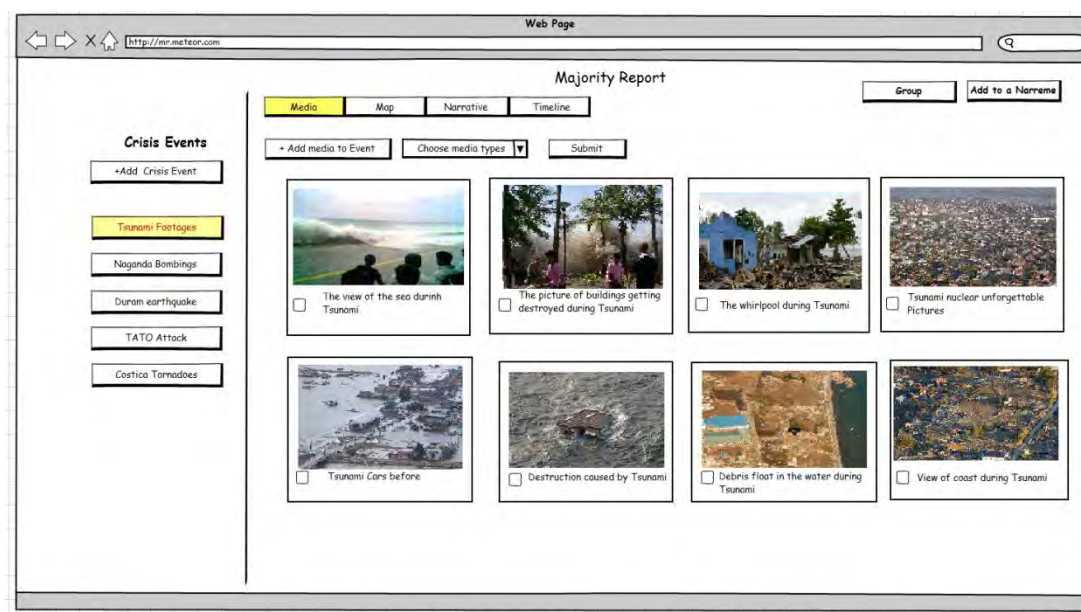 Web Page
http://mr.meteor.com
Majority Report
Group
Add to a Narreme
Media
Map
Narrative
Timeline
Crisis Events
+ Add media to Event
Choose media types
Submit
+Add Crisis Event
Tsunami Footages
Naganda Bombings
Duram earthquake
TATO Attack
Costica Tornadoes
The view of the sea durinh
Tsunami
The picture of buildings getting
destroyed during Tsunami
The whirlpool during Tsunami
Tsunami nuclear unforgettable
Pictures
Tsunami Cars before
Destruction caused by Tsunami
Debris float in the water during
Tsunami
View of coast during Tsunami